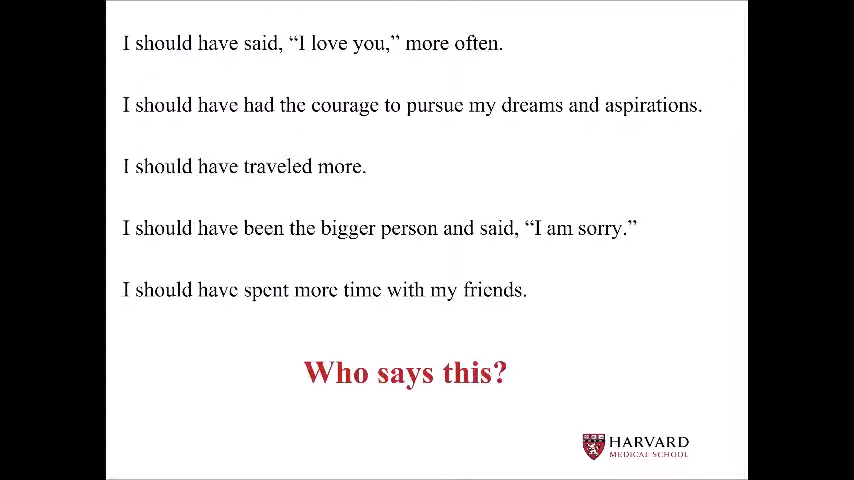 I should have said, “I love you,” more often.
I should have had the courage to pursue my dreams and aspirations.
I should have traveled more.
I should have been the bigger person and said, “I am sorry.”
I should have spent more time with my friends.
Who says this?
HARVARD
MEDICAL SCHOOL